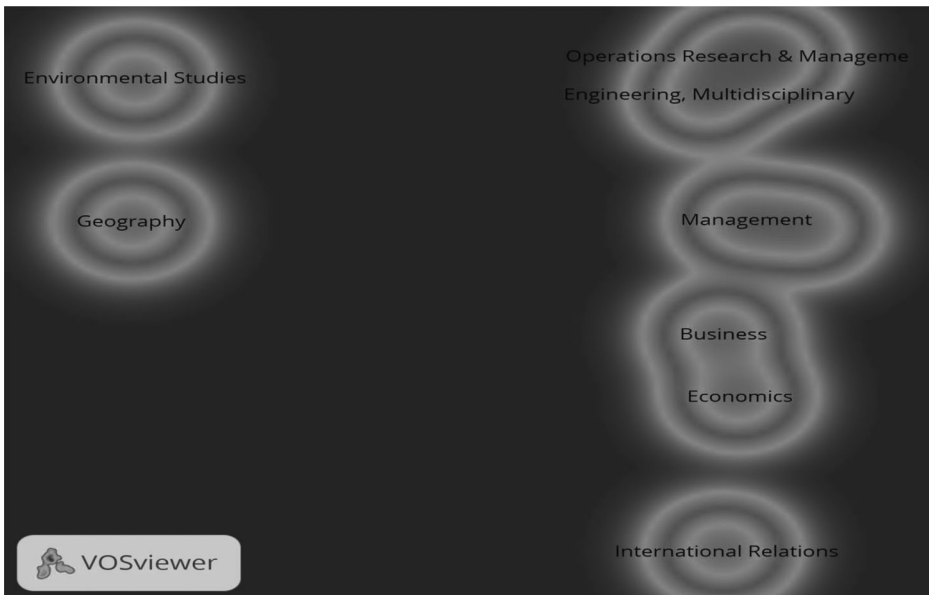 Environmental Studies
Geography
Operations Research & Manageme
Engineering, Multidisciplinary
Management
Business
Economics
International Relations
VOSviewer